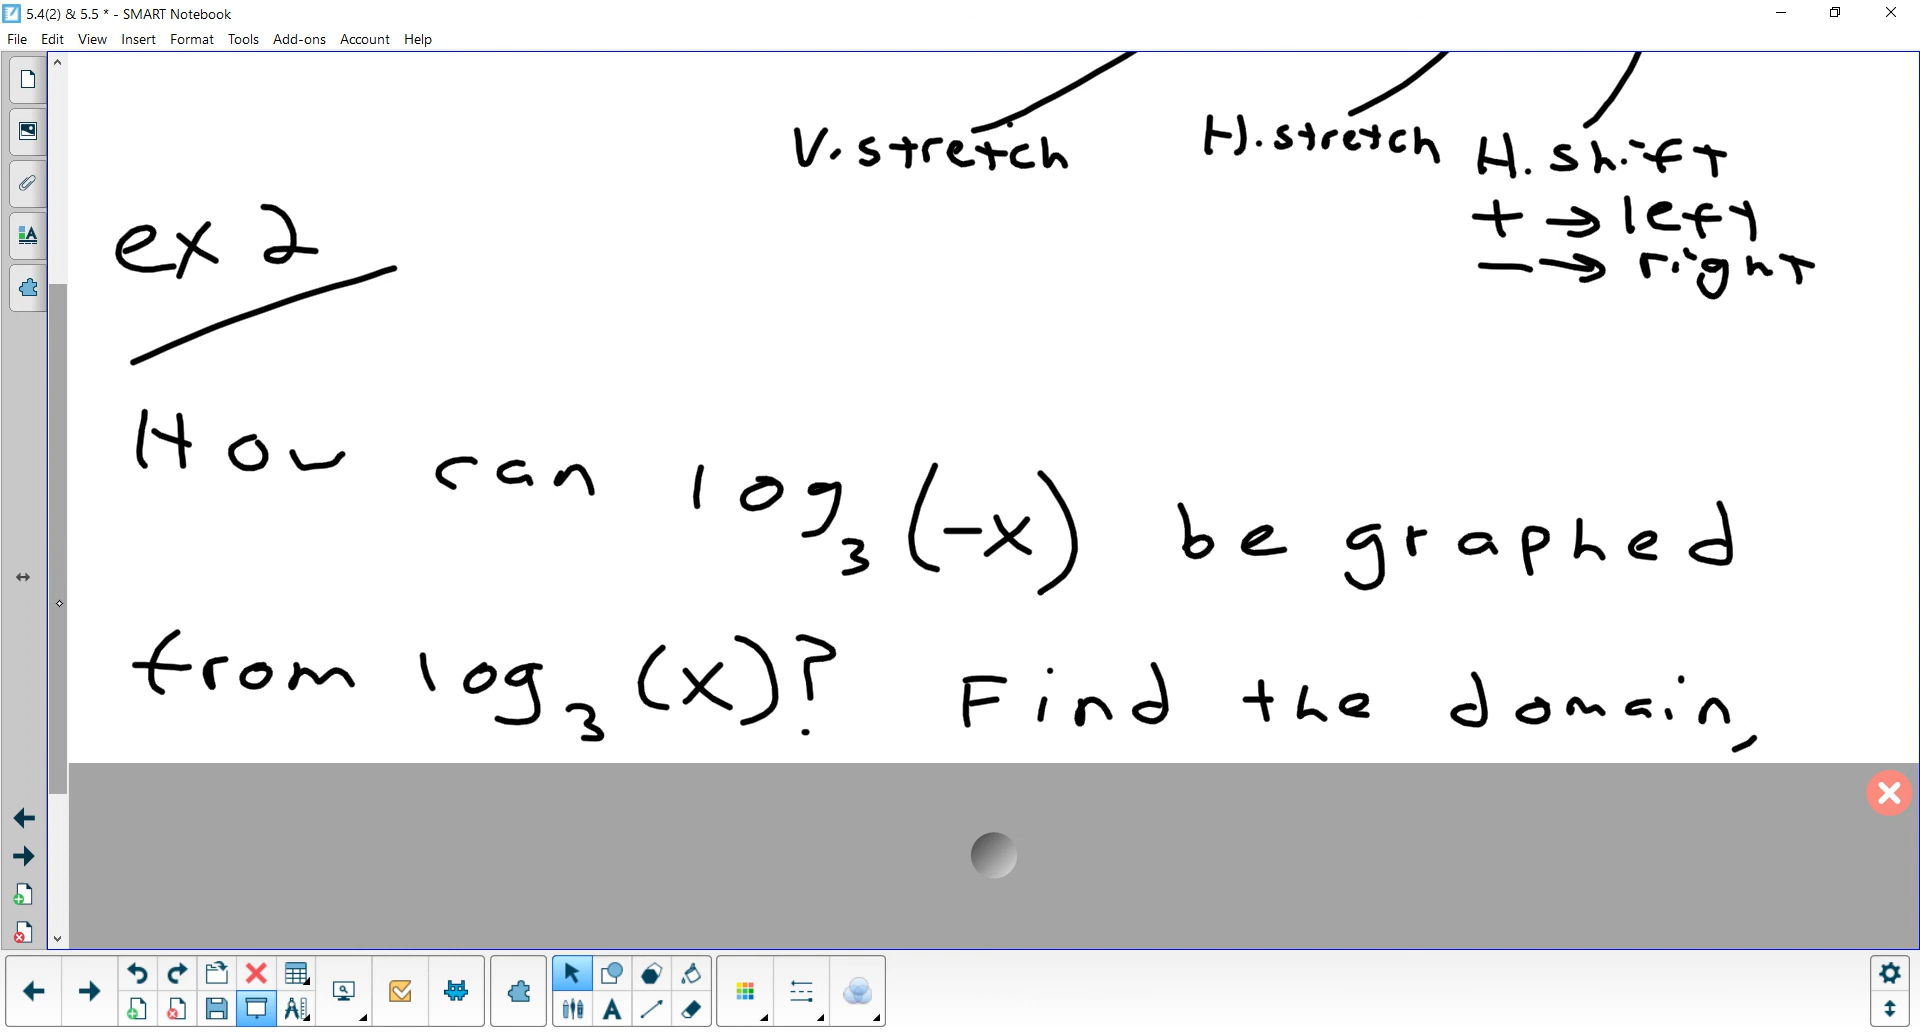 5.4(2) & 5.5 * - SMART Notebook
File Edit View Insert Format Tools Add-ons Account Help
V. stretch H. stretch H. shift
+ → left
— → right
ex 2
How can log₃(-x) be graphed
from log₃(x)? Find the domain,